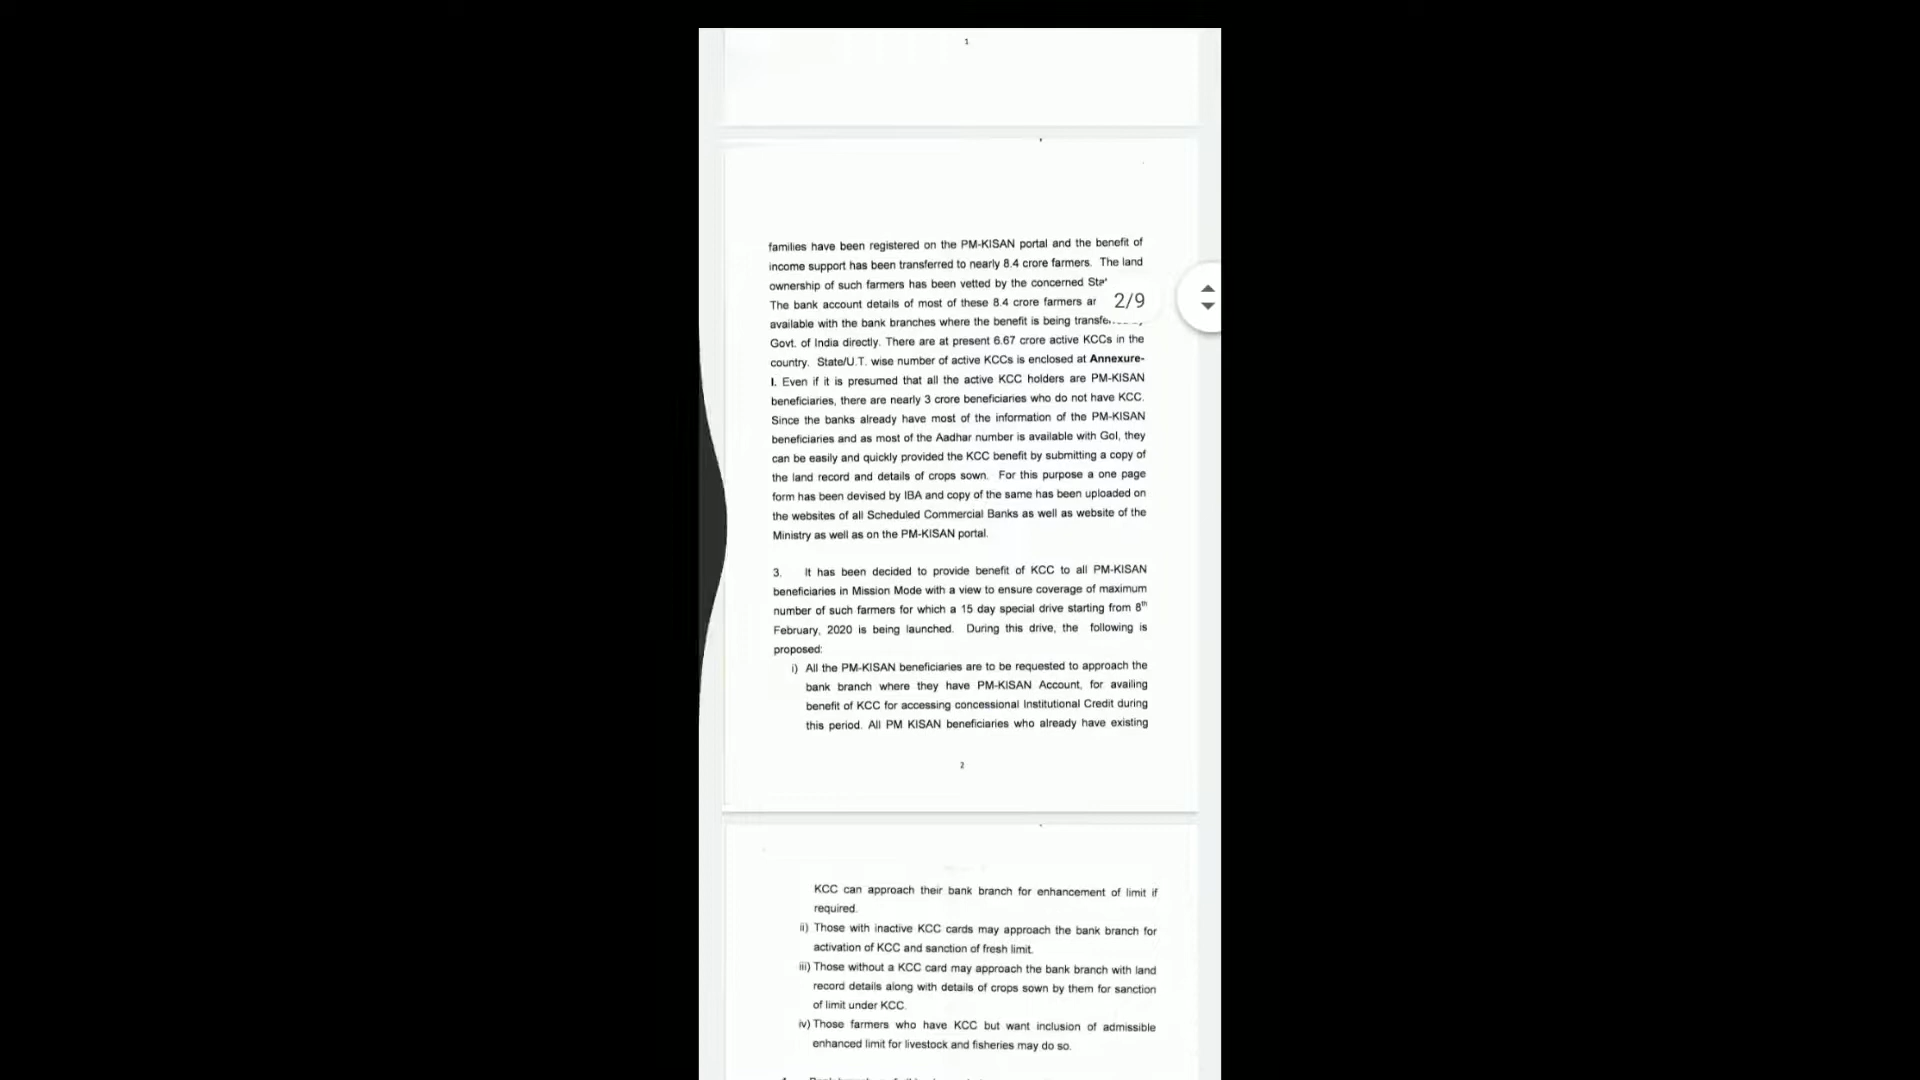 1
families have been registered on the PM-KISAN portal and the benefit of
income support has been transferred to nearly 8.4 crore farmers. The land
ownership of such farmers has been vetted by the concerned
The bank account details of most of these 8.4 crore farmers
2/9
available with the bank branches where the benefit is being
Govt. of India directly. There are at present 6.67 crore active KCCs in the
country. State/U.T. wise number of active KCCs is enclosed at Annexure-
I. Even if it is presumed that all the active KCC holders are PM-KISAN
beneficiaries, there are nearly 3 crore beneficiaries who do not have KCC.
Since the banks already have most of the information of the PM-KISAN
beneficiaries and as most of the Aadhar number is available with GoI, they
can be easily and quickly provided the KCC benefit by submitting a copy of
the land record and details of crops sown. For this purpose a one page
form has been devised by IBA and copy of the same has been uploaded on
the websites of all Scheduled Commercial Banks as well as website of the
Ministry as well as on the PM-KISAN portal.
3. It has been decided to provide benefit of KCC to all PM-KISAN
beneficiaries in Mission Mode with a view to ensure coverage of maximum
number of such farmers for which a 15 day special drive starting from 8th
February, 2020 is being launched. During this drive, the following is
proposed:
i) All the PM-KISAN beneficiaries are to be requested to approach the
bank branch where they have PM-KISAN Account, for availing
benefit of KCC for accessing concessional Institutional Credit during
this period. All PM KISAN beneficiaries who already have existing
2
KCC can approach their bank branch for enhancement of limit if
required.
ii) Those with inactive KCC cards may approach the bank branch for
activation of KCC and sanction of fresh limit.
iii) Those without a KCC card may approach the bank branch with land
record details along with details of crops sown by them for sanction
of limit under KCC.
iv) Those farmers who have KCC but want inclusion of admissible
enhanced limit for livestock and fisheries may do so.